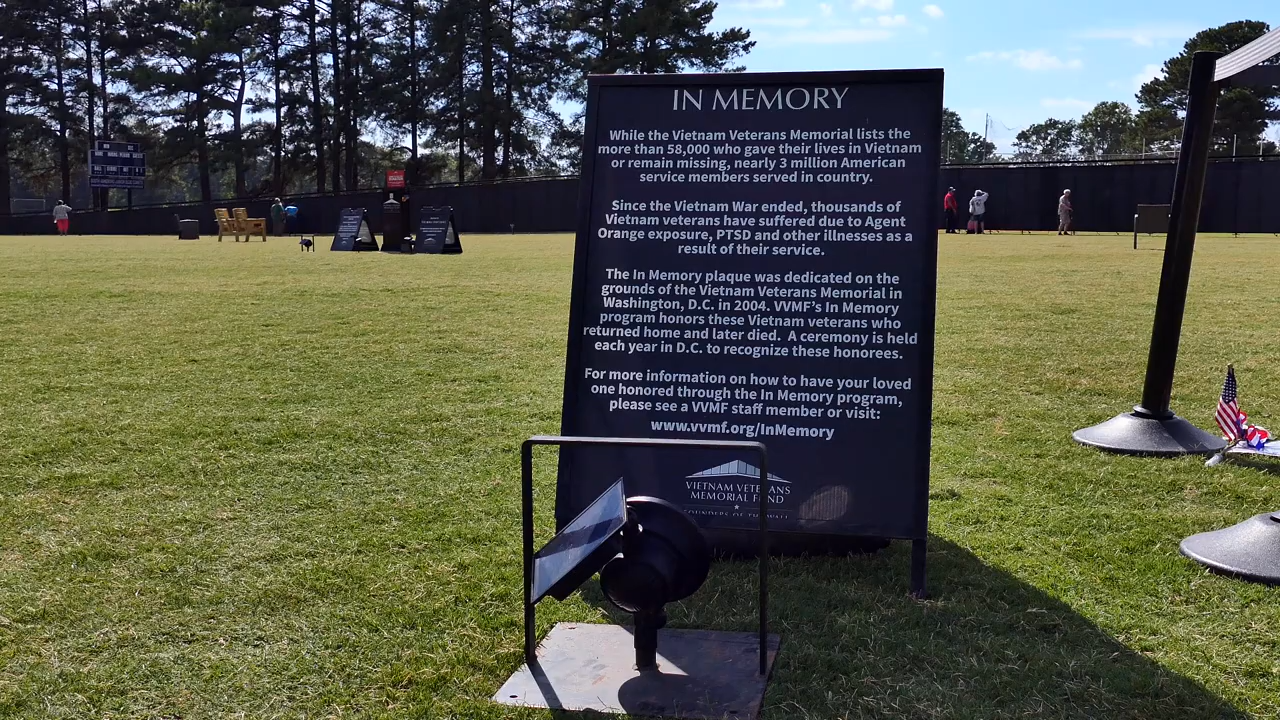 IN MEMORY
While the Vietnam Veterans Memorial lists the
more than 58,000 who gave their lives in Vietnam
or remain missing, nearly 3 million American
service members served in country.
Since the Vietnam War ended, thousands of
Vietnam veterans have suffered due to Agent
Orange exposure, PTSD and other illnesses as a
result of their service.
The In Memory plaque was dedicated on the
grounds of the Vietnam Veterans Memorial in
Washington, D.C. in 2004. VVMF's In Memory
program honors these Vietnam veterans who
returned home and later died. A ceremony is held
each year in D.C. to recognize these honorees.
For more information on how to have your loved
one honored through the In Memory program,
please see a VVMF staff member or visit:
www.vvmf.org/InMemory
VIETNAM VETERANS
MEMORIAL FUND
FOUNDERS OF THE WALL